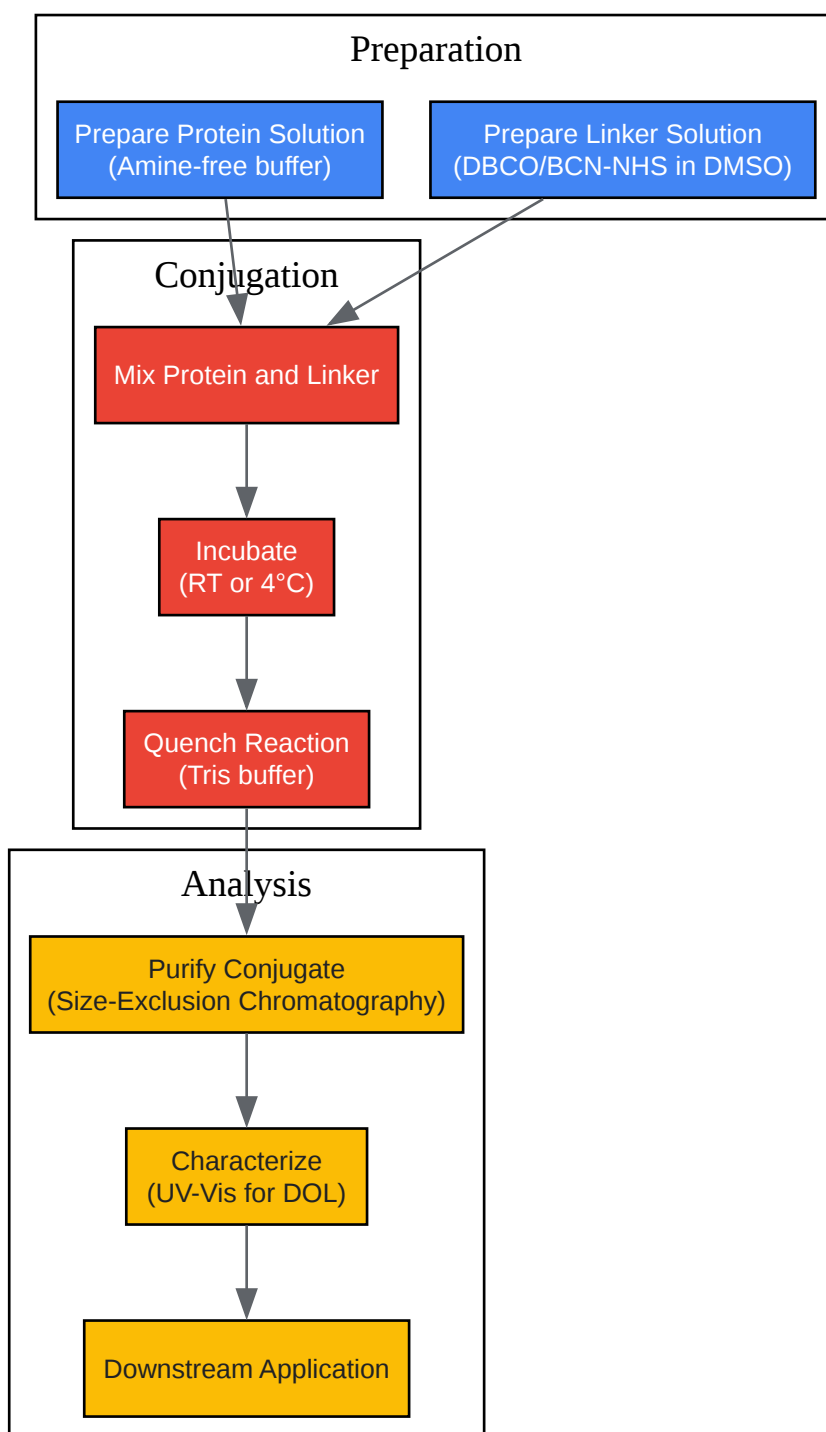 Preparation
Prepare Protein Solution
(Amine-free buffer)
Prepare Linker Solution
(DBCO/BCN-NHS in DMSO)
Conjugation
Mix Protein and Linker
Incubate
(RT or 4°C)
Quench Reaction
(Tris buffer)
Analysis
Purify Conjugate
(Size-Exclusion Chromatography)
Characterize
(UV-Vis for DOL)
Downstream Application